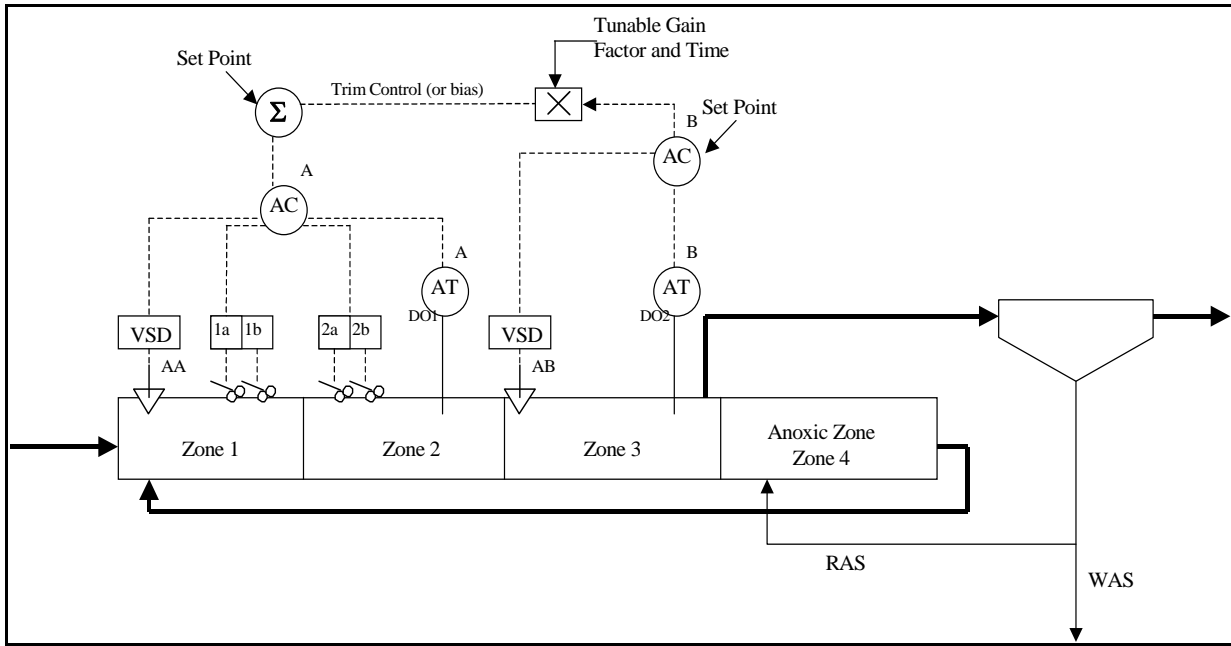 Tunable Gain
Factor and Time
Set Point
Trim Control (or bias)
Σ
B
Set Point
AC
A
AC
A
B
AT
AT
DO1
DO2
VSD
1a 1b
2a 2b
VSD
AA
AB
Zone 1
Zone 2
Zone 3
Anoxic Zone
Zone 4
RAS
WAS